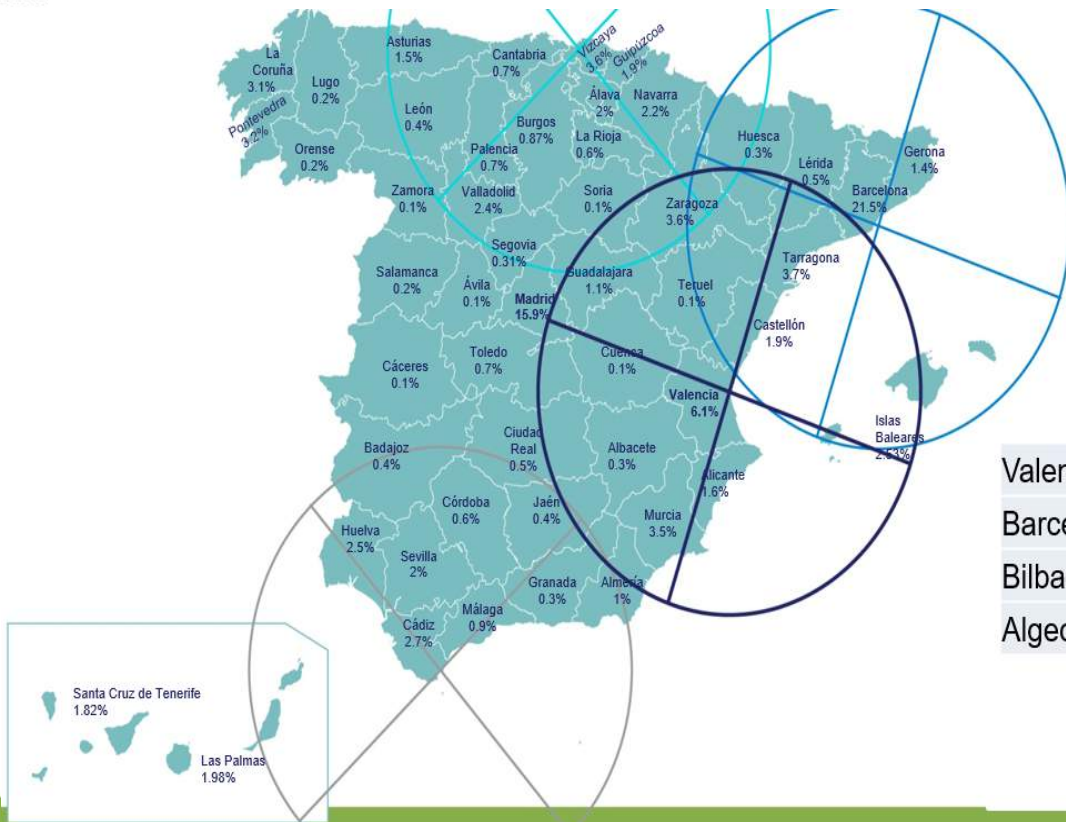 La
Coruña
3.1%
Lugo
0.2%
Asturias
1.5%
Cantabria
0.7%
Vizcaya
3.6%
Guipúzcoa
1.9%
Pontevedra
3.2%
Orense
0.2%
León
0.4%
Palencia
0.7%
Burgos
0.87%
Álava
2%
Navarra
2.2%
La Rioja
0.6%
Huesca
0.3%
Lérida
0.5%
Gerona
1.4%
Barcelona
21.5%
Zamora
0.1%
Valladolid
2.4%
Soria
0.1%
Zaragoza
3.6%
Tarragona
3.7%
Segovia
0.31%
Salamanca
0.2%
Ávila
0.1%
Madrid
15.9%
Guadalajara
1.1%
Teruel
0.1%
Castellón
1.9%
Cáceres
0.1%
Toledo
0.7%
Cuenca
0.1%
Valencia
6.1%
Islas
Baleares
2.53%
Badajoz
0.4%
Ciudad
Real
0.5%
Albacete
0.3%
Alicante
1.6%
Huelva
2.5%
Sevilla
2%
Córdoba
0.6%
Jaén
0.4%
Murcia
3.5%
Cádiz
2.7%
Málaga
0.9%
Granada
0.3%
Almería
1%
Santa Cruz de Tenerife
1.82%
Las Palmas
1.98%
Valen
Barce
Bilba
Algec